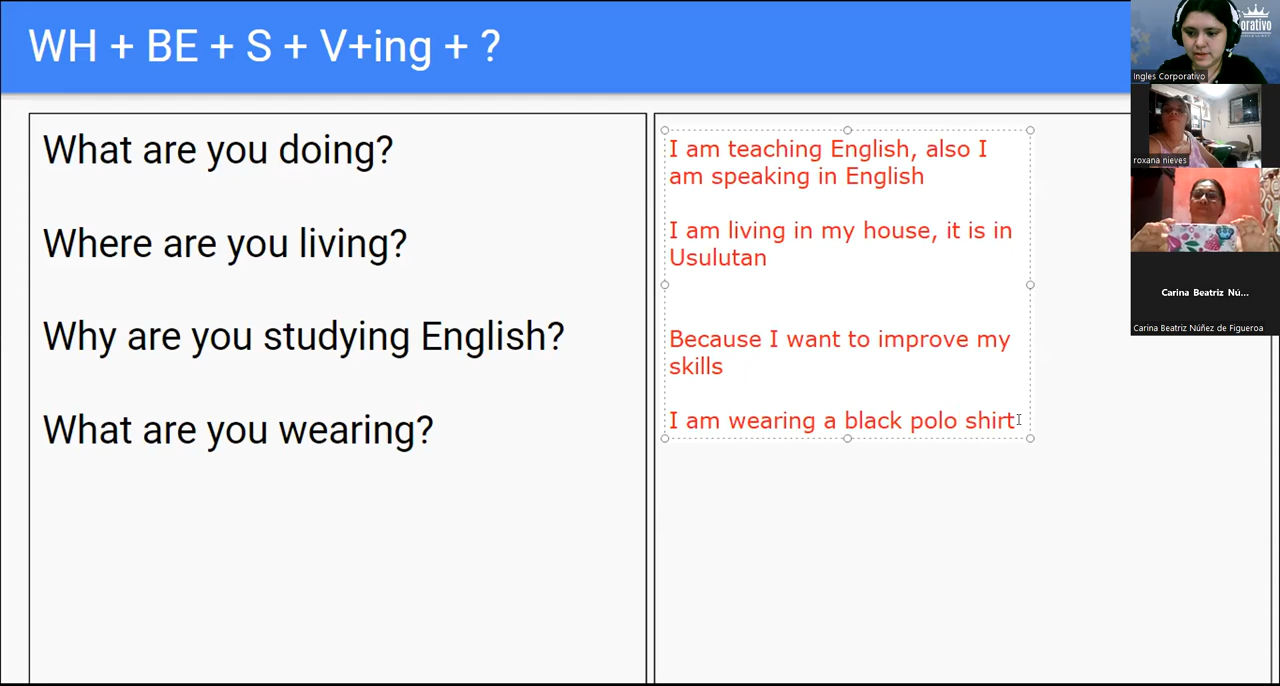 WH + BE + S + V+ing + ?
What are you doing?
Where are you living?
Why are you studying English?
What are you wearing?
I am teaching English, also I
am speaking in English
I am living in my house, it is in
Usulutan
Because I want to improve my
skills
I am wearing a black polo shirt
orativo
Ingles Corporativo
roxana nieves
Carina Beatriz Nú...
Carina Beatriz Núñez de Figueroa